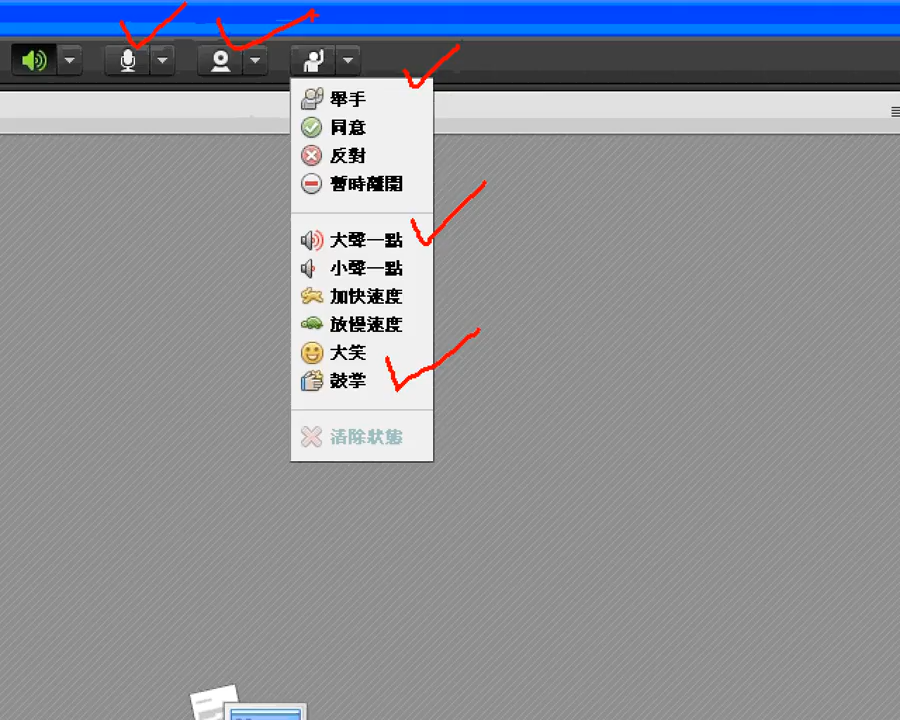 舉手
同意
反對
暫時離開
大聲一點
小聲一點
加快速度
放慢速度
大笑
鼓掌
清除狀態